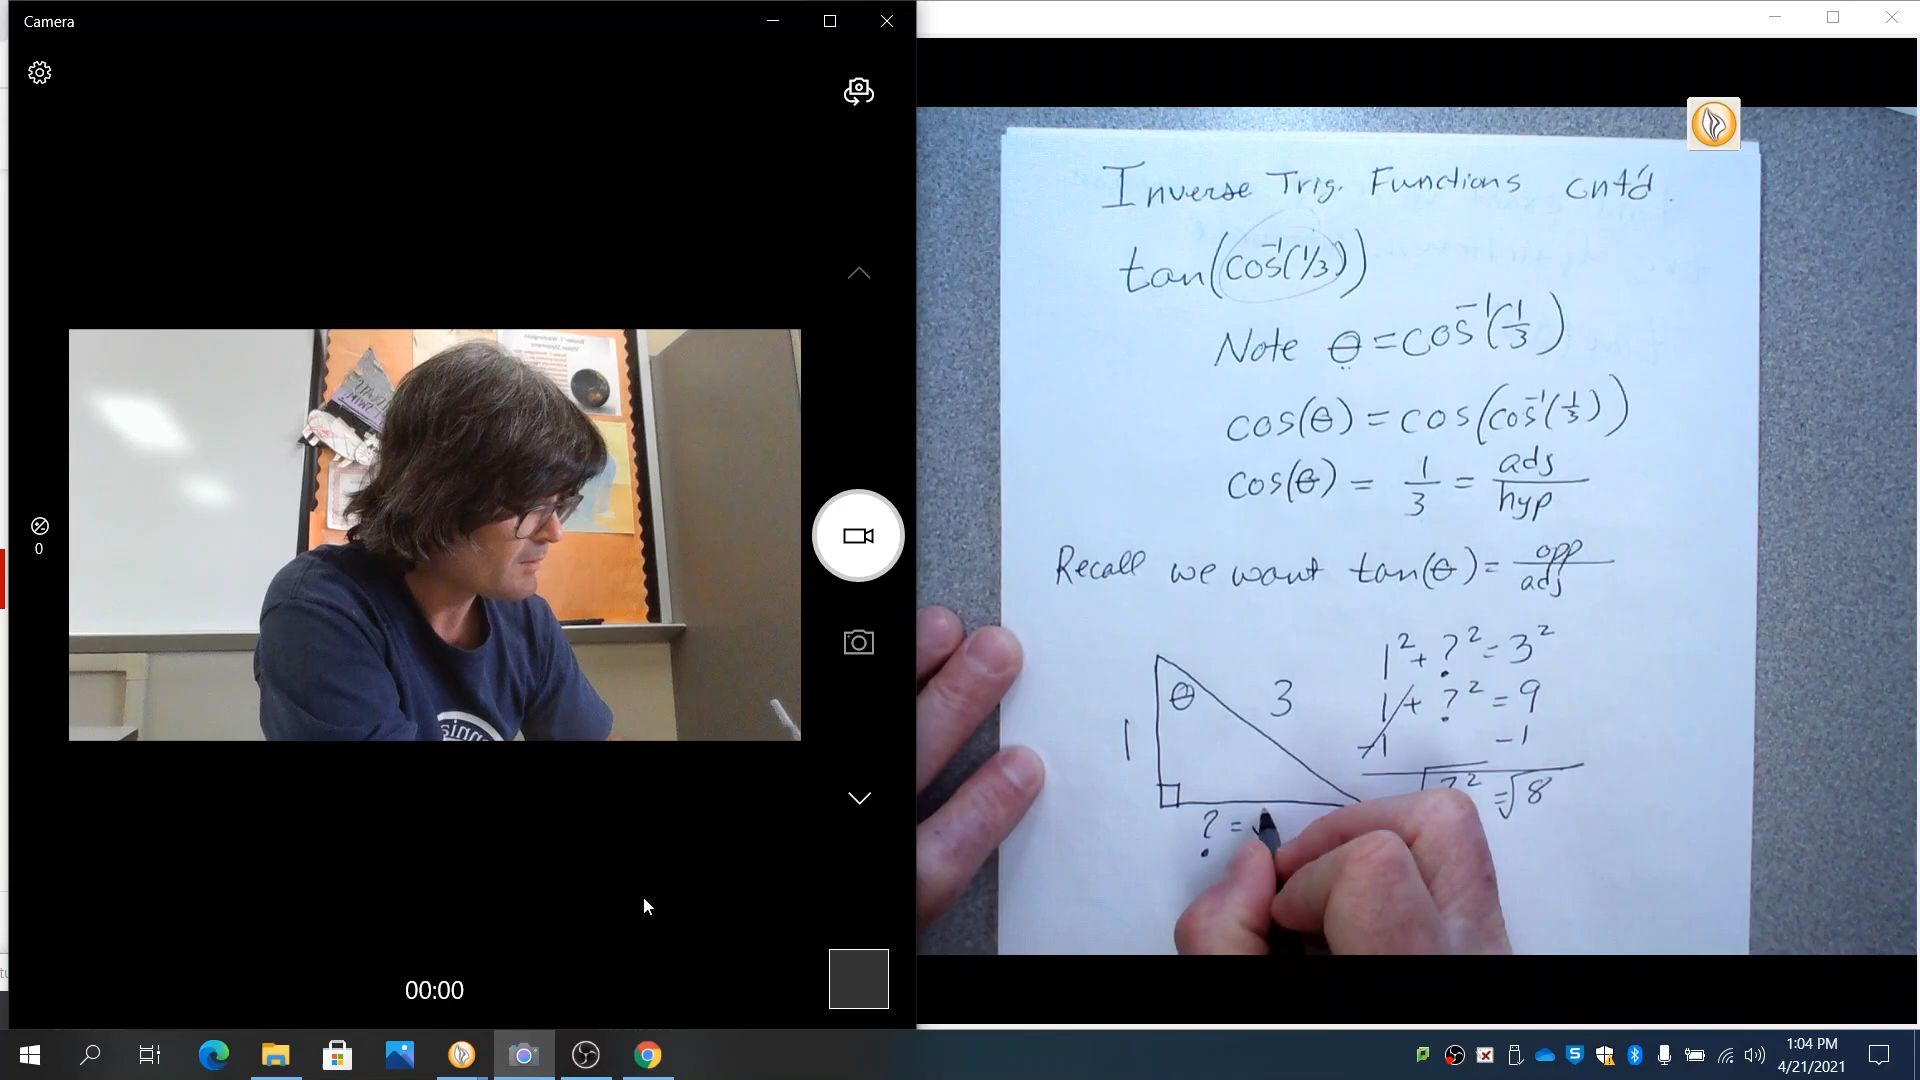 Camera
0
00:00
Inverse Trig. Functions cnt'd.
tan(cos⁻¹(1/3))
Note θ = cos⁻¹(1/3)
cos(θ) = cos(cos⁻¹(1/3))
cos(θ) = 1/3 = adj/hyp
Recall we want tan(θ) = opp/adj
1² + ?² = 3²
1 + ?² = 9
-1 -1
√?² = √8
θ 3
1
? =
1:04 PM
4/21/2021